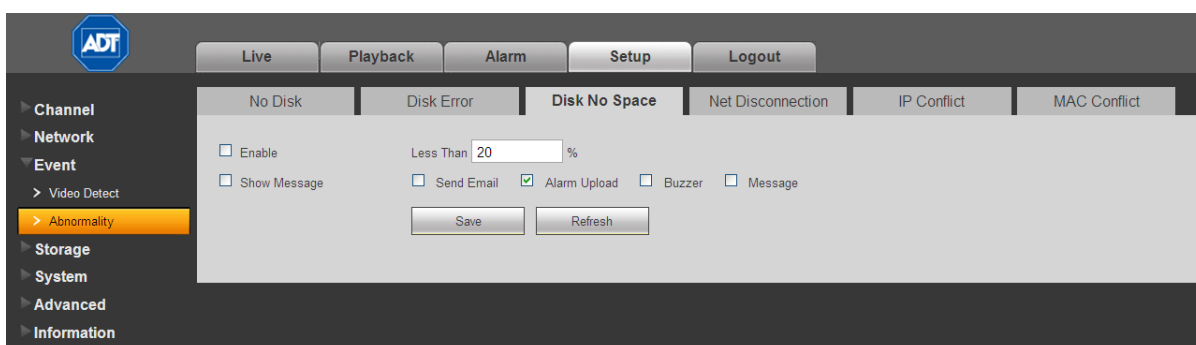 ADT
Live Playback Alarm Setup Logout
No Disk Disk Error Disk No Space Net Disconnection IP Conflict MAC Conflict
Channel
Network
Event
> Video Detect
> Abnormality
Storage
System
Advanced
Information
Enable Less Than 20 %
Show Message Send Email Alarm Upload Buzzer Message
Save Refresh